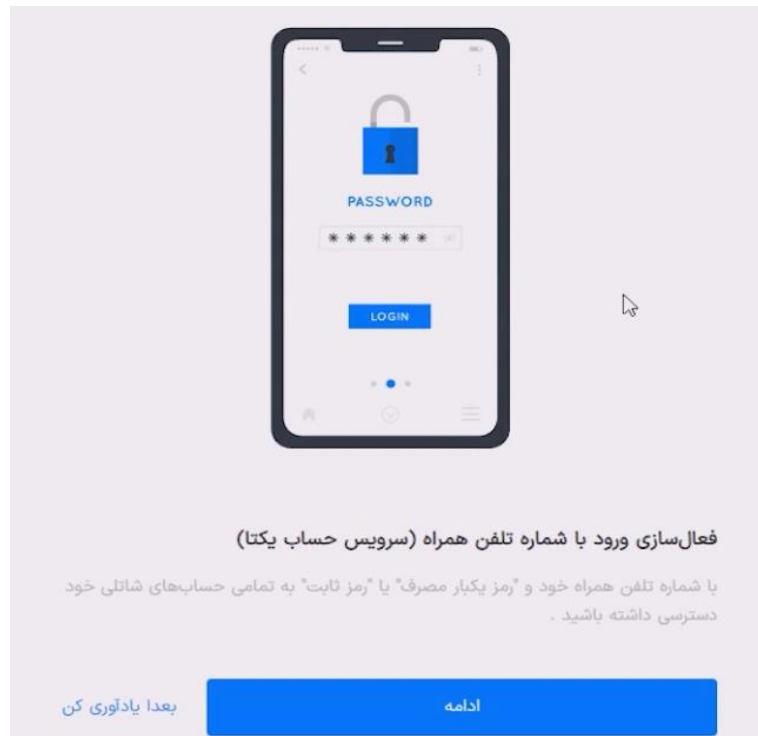 PASSWORD
******
LOGIN
فعال‌سازی ورود با شماره تلفن همراه (سرویس حساب یکتا)
با شماره تلفن همراه خود و "رمز یکبار مصرف" یا "رمز ثابت" به تمامی حساب‌های شاتلی خود
دسترسی داشته باشید .
ادامه
بعدا یادآوری کن